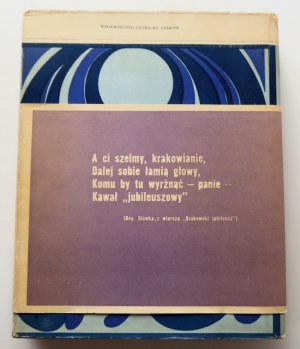 WYDAWNICTWO LITERACKIE KRAKÓW
A ci szelmy, krakowianie,
Dalej sobie łamią głowy,
Komu by tu wyrżnąć — panie —
Kawał „jubileuszowy"
(Boy, Słówka, z wiersza „Krakowski jubileusz")